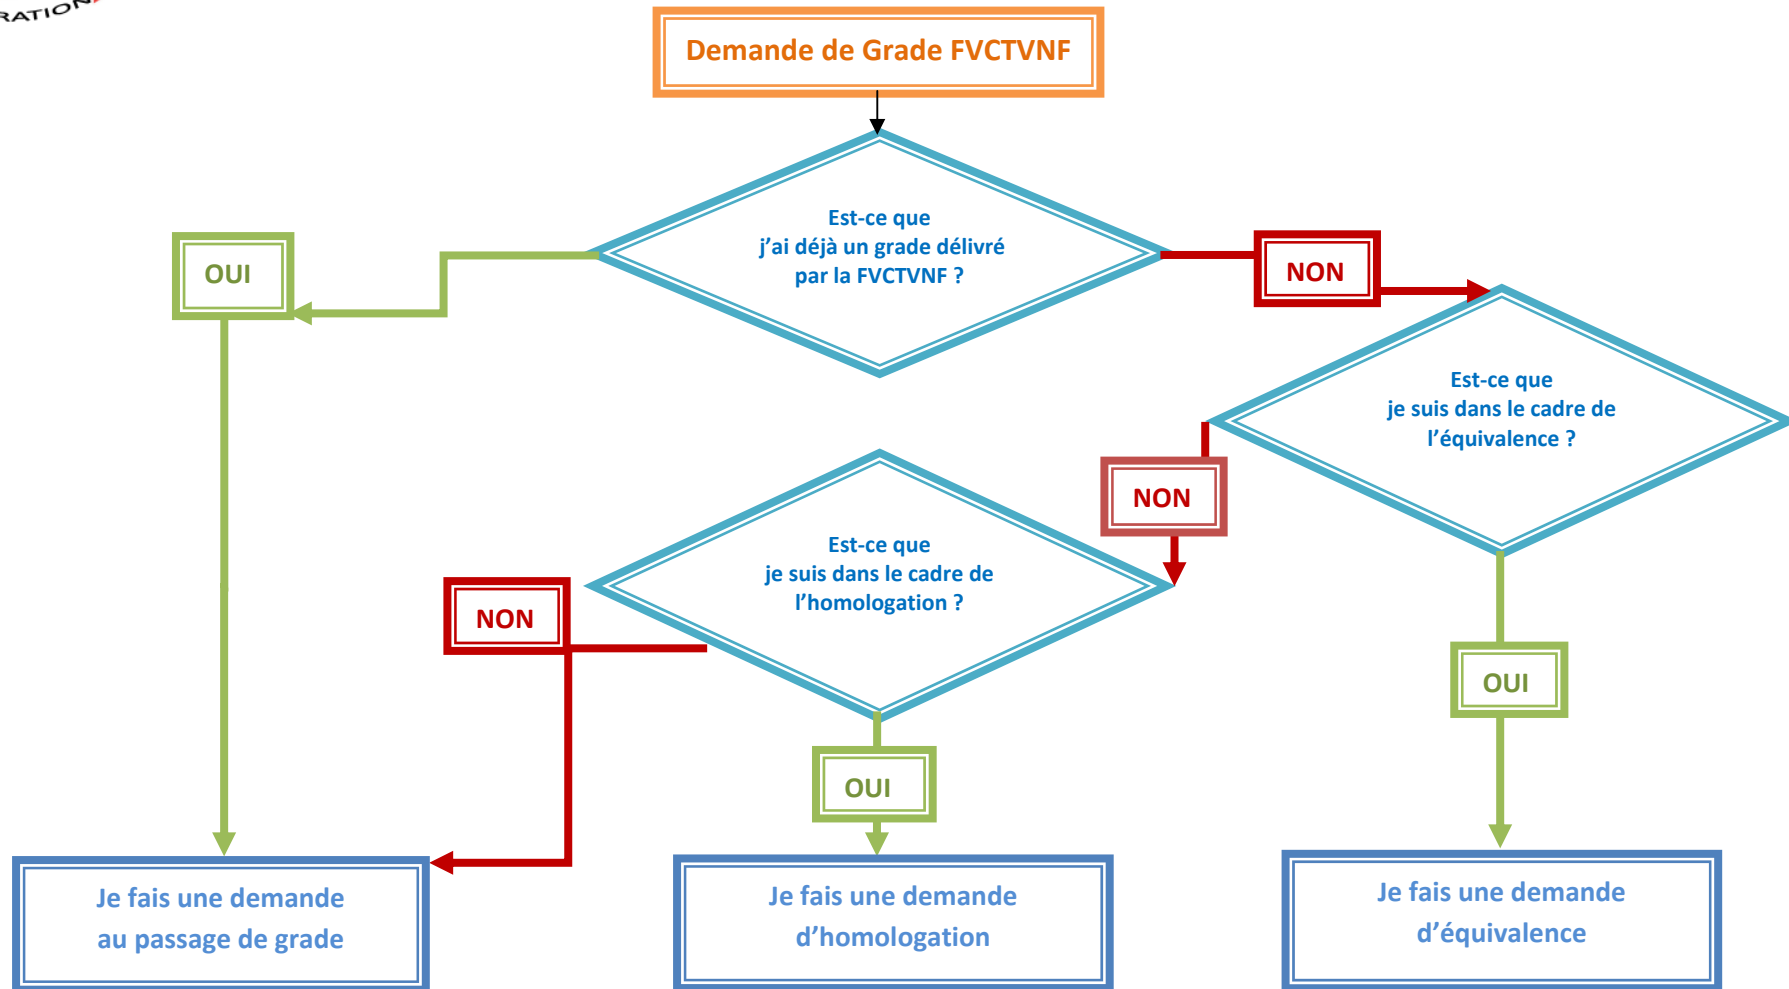 Demande de Grade FVCTVNF
Est-ce que
j’ai déjà un grade délivré
par la FVCTVNF ?
OUI
NON
Est-ce que
je suis dans le cadre de
l’équivalence ?
NON
Est-ce que
je suis dans le cadre de
l’homologation ?
NON
OUI
OUI
Je fais une demande
au passage de grade
Je fais une demande
d’homologation
Je fais une demande
d’équivalence